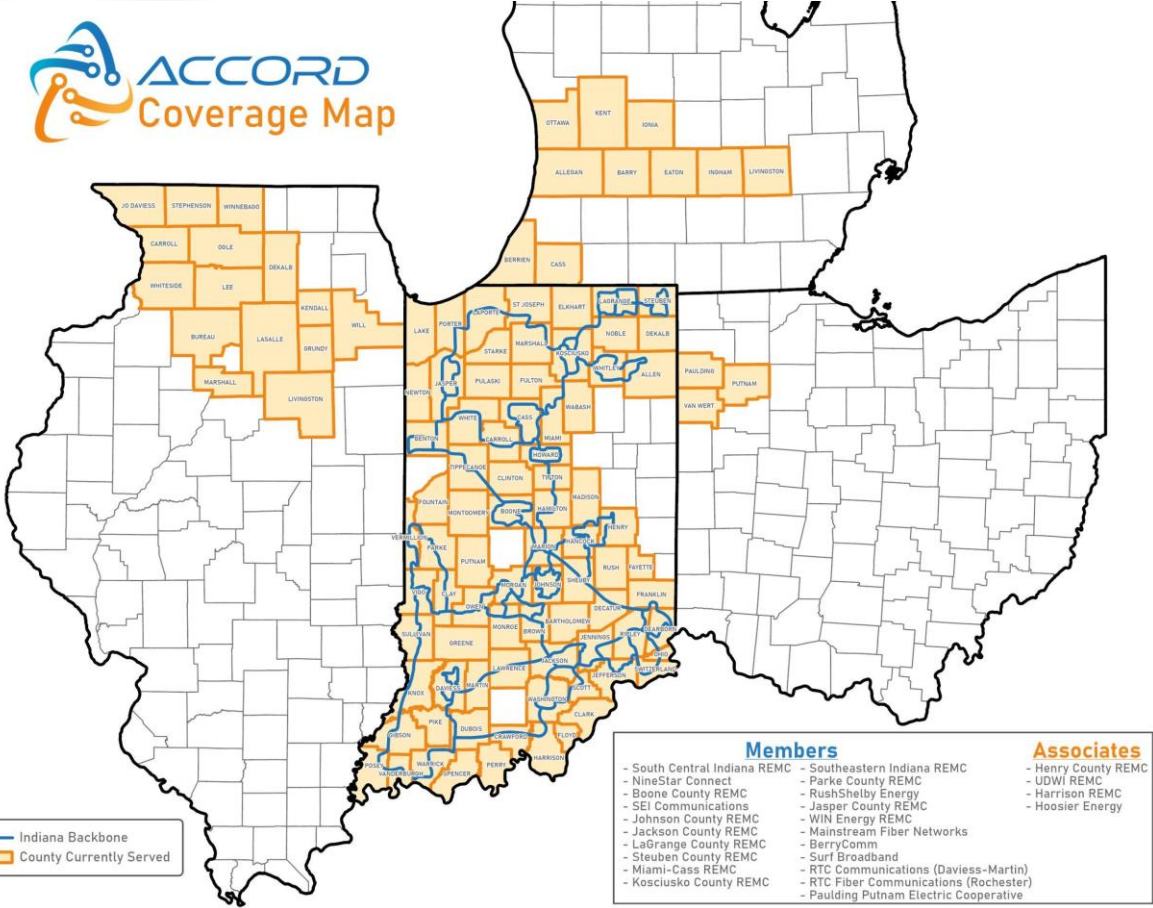 ACCORD
Coverage Map
KENT
OTTAWA
IONIA
ALLEGAN BARRY EATON INGHAM LIVINGSTON
BERRIEN
CASS
JO DAVIESS STEPHENSON WINNEBAGO
CARROLL
OGLE
DEKALB
WHITESIDE
LEE
KENDALL
WILL
BUREAU
LASALLE
GRUNDY
MARSHALL
LIVINGSTON
LAGRANGE STEUBEN
ST JOSEPH ELKHART
LAPORTE
LAKE PORTER
NOBLE DEKALB
MARSHALL
STARKE
KOSCIUSKO
WHITLEY
ALLEN
PULASKI FULTON
JASPER
NEWTON
WABASH
WHITE
CASS
BENTON
CARROLL
MIAMI
HOWARD
TIPPECANOE
CLINTON
TIPTON
MADISON
FOUNTAIN
MONTGOMERY
BOONE
HAMILTON
HENRY
VERMILLION
PARKE
MARION
HANCOCK
PUTNAM
RUSH
FAYETTE
SHELBY
MORGAN
JOHNSON
VIGO
CLAY
FRANKLIN
OWEN
DECATUR
BARTHOLOMEW
MONROE
BROWN
DEARBORN
SULLIVAN
GREENE
JENNINGS
RIPLEY
OHIO
JACKSON
LAWRENCE
SWITZERLAND
JEFFERSON
KNOX
DAVIESS
MARTIN
SCOTT
WASHINGTON
CLARK
PIKE
DUBOIS
GIBSON
CRAWFORD
FLOYD
HARRISON
POSEY
WARRICK
PERRY
VANDERBURGH
SPENCER
PAULDING
PUTNAM
VAN WERT
Indiana Backbone
County Currently Served
Members
- South Central Indiana REMC
- NineStar Connect
- Boone County REMC
- SEI Communications
- Johnson County REMC
- Jackson County REMC
- LaGrange County REMC
- Steuben County REMC
- Miami-Cass REMC
- Kosciusko County REMC
- Southeastern Indiana REMC
- Parke County REMC
- RushShelby Energy
- Jasper County REMC
- WIN Energy REMC
- Mainstream Fiber Networks
- BerryComm
- Surf Broadband
- RTC Communications (Daviess-Martin)
- RTC Fiber Communications (Rochester)
- Paulding Putnam Electric Cooperative
Associates
- Henry County REMC
- UDWI REMC
- Harrison REMC
- Hoosier Energy